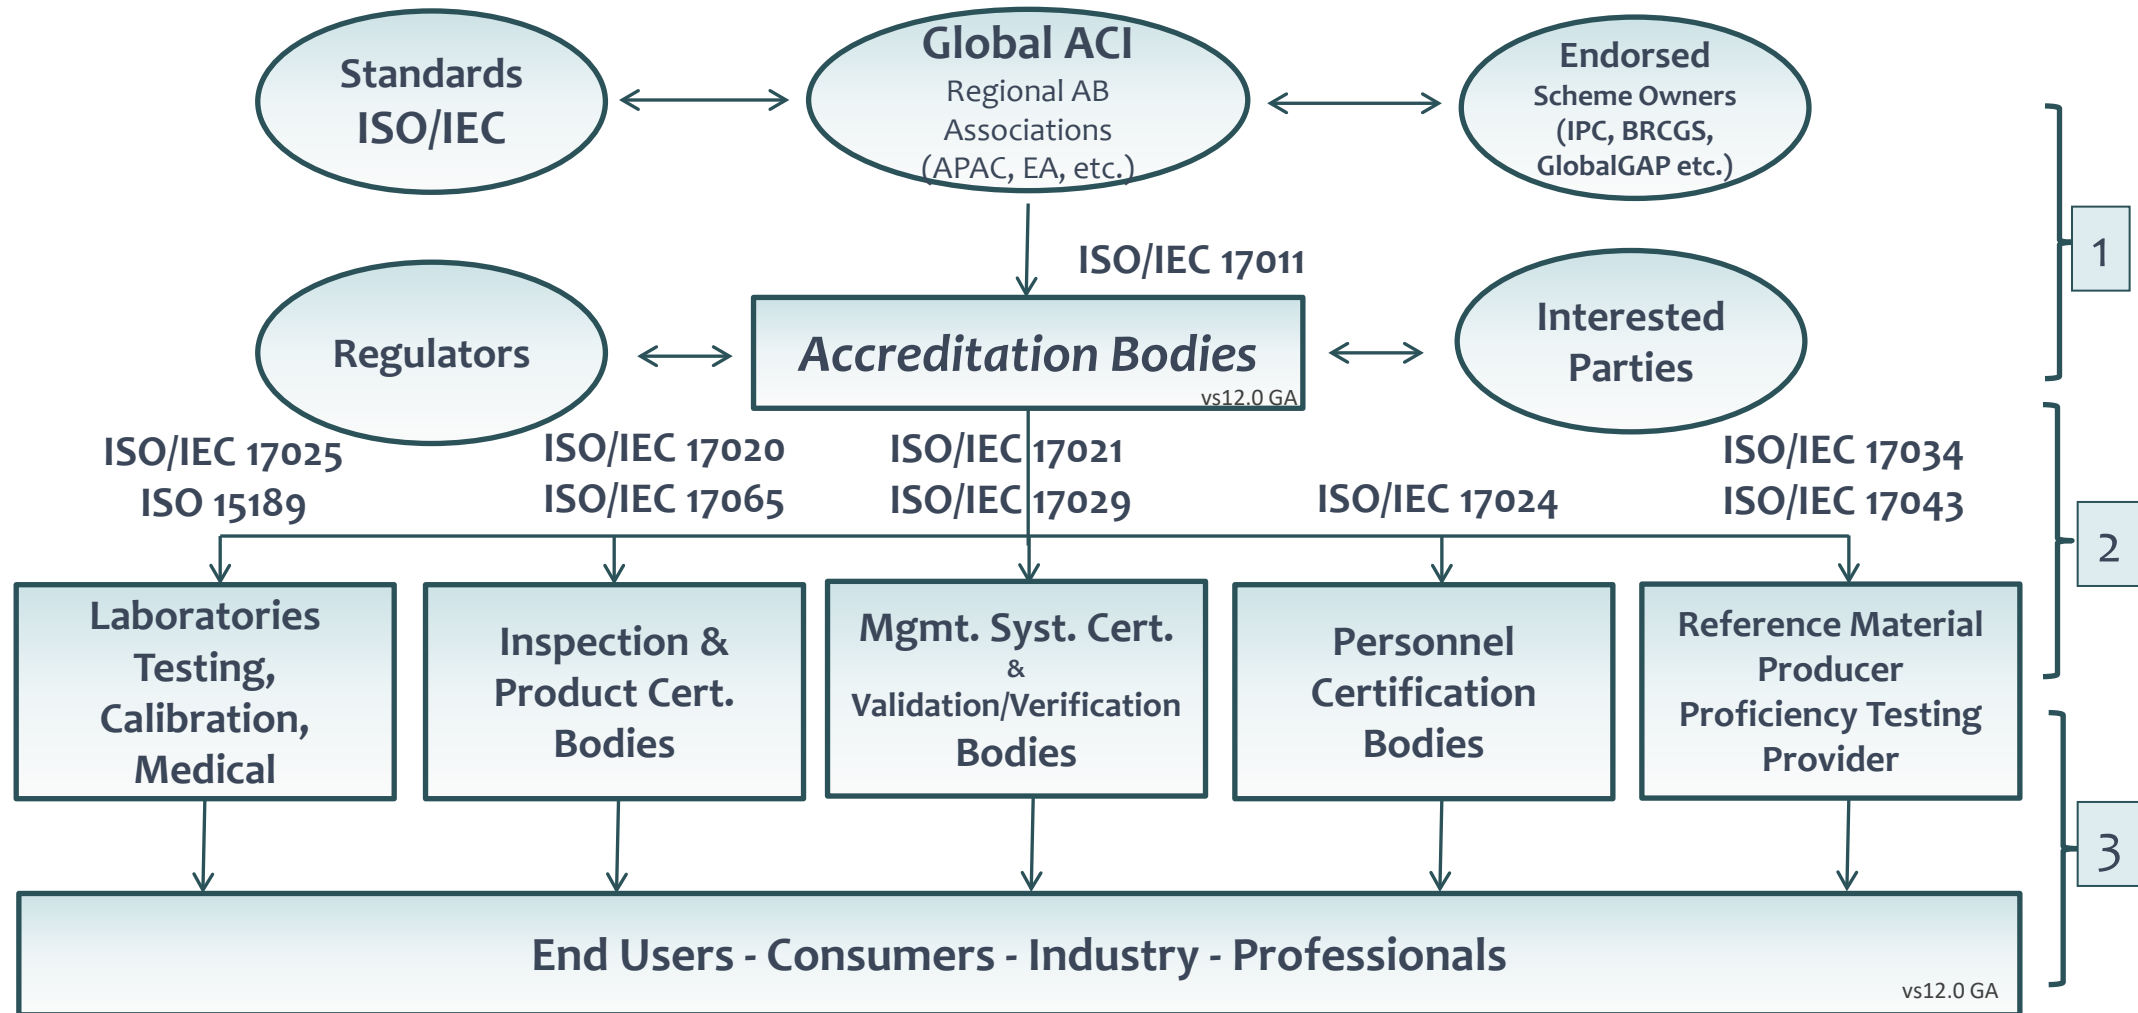 Standards
ISO/IEC
Global ACI
Regional AB
Associations
(APAC, EA, etc.)
Endorsed
Scheme Owners
(IPC, BRCGS,
GlobalGAP etc.)
1
ISO/IEC 17011
Regulators
Accreditation Bodies
vs12.0 GA
Interested
Parties
ISO/IEC 17025
ISO 15189
ISO/IEC 17020
ISO/IEC 17065
ISO/IEC 17021
ISO/IEC 17029
ISO/IEC 17024
ISO/IEC 17034
ISO/IEC 17043
2
Laboratories
Testing,
Calibration,
Medical
Inspection &
Product Cert.
Bodies
Mgmt. Syst. Cert.
&
Validation/Verification
Bodies
Personnel
Certification
Bodies
Reference Material
Producer
Proficiency Testing
Provider
3
End Users - Consumers - Industry - Professionals
vs12.0 GA